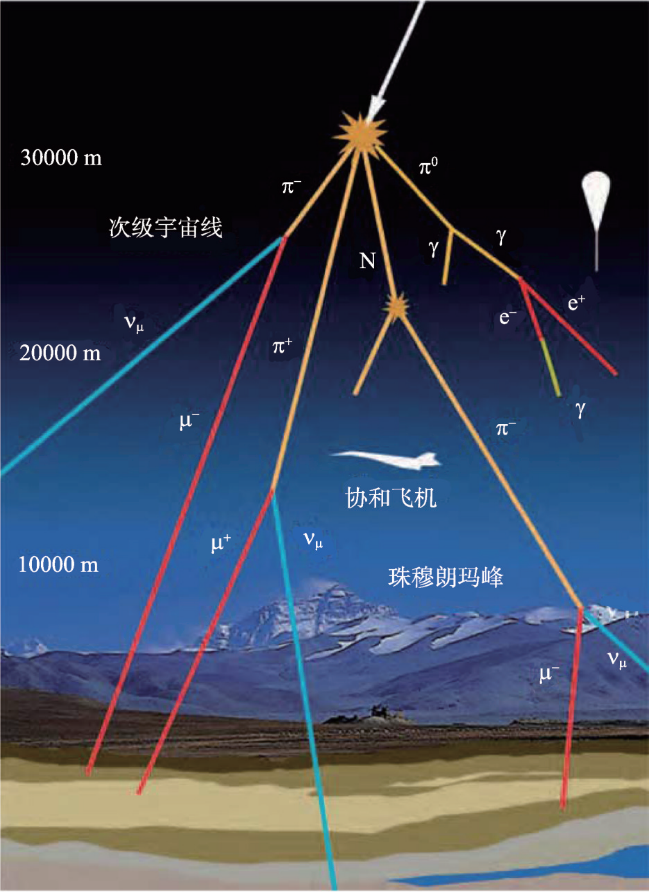 30000 m
π⁰
π⁻
次级宇宙线
γ
γ
N
e⁻
e⁺
ν_μ
20000 m
π⁺
γ
μ⁻
π⁻
协和飞机
μ⁺
ν_μ
10000 m
珠穆朗玛峰
μ⁻
ν_μ